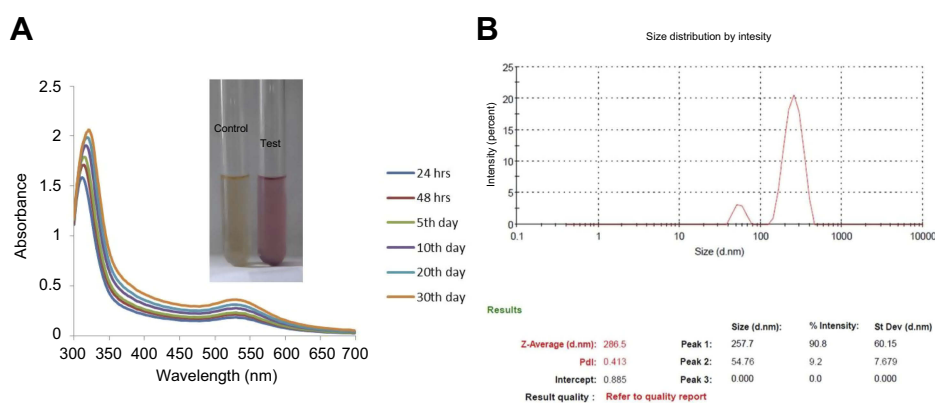 A
2.5
2
1.5
1
0.5
0
Absorbance
300 350 400 450 500 550 600 650 700
Wavelength (nm)
Control
Test
24 hrs
48 hrs
5th day
10th day
20th day
30th day
B
Size distribution by intesity
25
20
15
10
5
0
Intensity (percent)
0.1 1 10 100 1000 10000
Size (d.nm)
Results
Size (d.nm): % Intensity: St Dev (d.nm)
Z-Average (d.nm): 286.5 Peak 1: 257.7 90.8 60.15
PdI: 0.413 Peak 2: 54.76 9.2 7.679
Intercept: 0.885 Peak 3: 0.000 0.0 0.000
Result quality : Refer to quality report